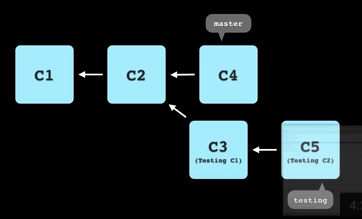 master
C1
C2
C4
C3
(Testing C1)
C5
(Testing C2)
testing